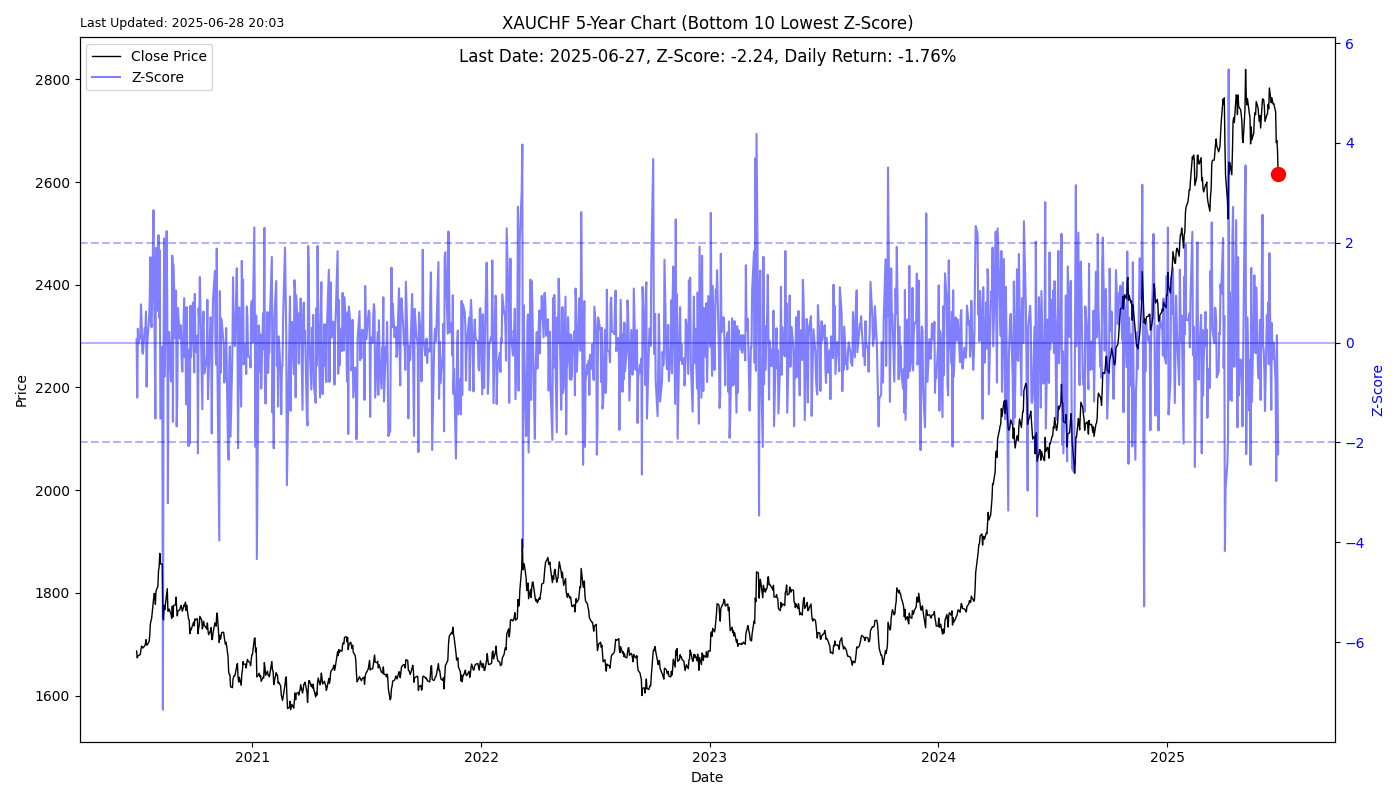 Last Updated: 2025-06-28 20:03
XAUCHF 5-Year Chart (Bottom 10 Lowest Z-Score)
Last Date: 2025-06-27, Z-Score: -2.24, Daily Return: -1.76%
Close Price
Z-Score
Price
2800
2600
2400
2200
2000
1800
1600
6
4
2
0
−2
−4
−6
Z-Score
2021
2022
2023
2024
2025
Date